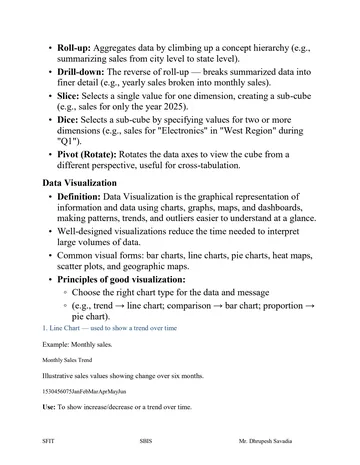 • Roll-up: Aggregates data by climbing up a concept hierarchy (e.g.,
summarizing sales from city level to state level).
• Drill-down: The reverse of roll-up — breaks summarized data into
finer detail (e.g., yearly sales broken into monthly sales).
• Slice: Selects a single value for one dimension, creating a sub-cube
(e.g., sales for only the year 2025).
• Dice: Selects a sub-cube by specifying values for two or more
dimensions (e.g., sales for "Electronics" in "West Region" during
"Q1").
• Pivot (Rotate): Rotates the data axes to view the cube from a
different perspective, useful for cross-tabulation.
Data Visualization
• Definition: Data Visualization is the graphical representation of
information and data using charts, graphs, maps, and dashboards,
making patterns, trends, and outliers easier to understand at a glance.
• Well-designed visualizations reduce the time needed to interpret
large volumes of data.
• Common visual forms: bar charts, line charts, pie charts, heat maps,
scatter plots, and geographic maps.
• Principles of good visualization:
◦ Choose the right chart type for the data and message
◦ (e.g., trend → line chart; comparison → bar chart; proportion →
pie chart).
1. Line Chart — used to show a trend over time
Example: Monthly sales.
Monthly Sales Trend
Illustrative sales values showing change over six months.
1530456075JanFebMarAprMayJun
Use: To show increase/decrease or a trend over time.
SFIT SBIS Mr. Dhrupesh Savadia